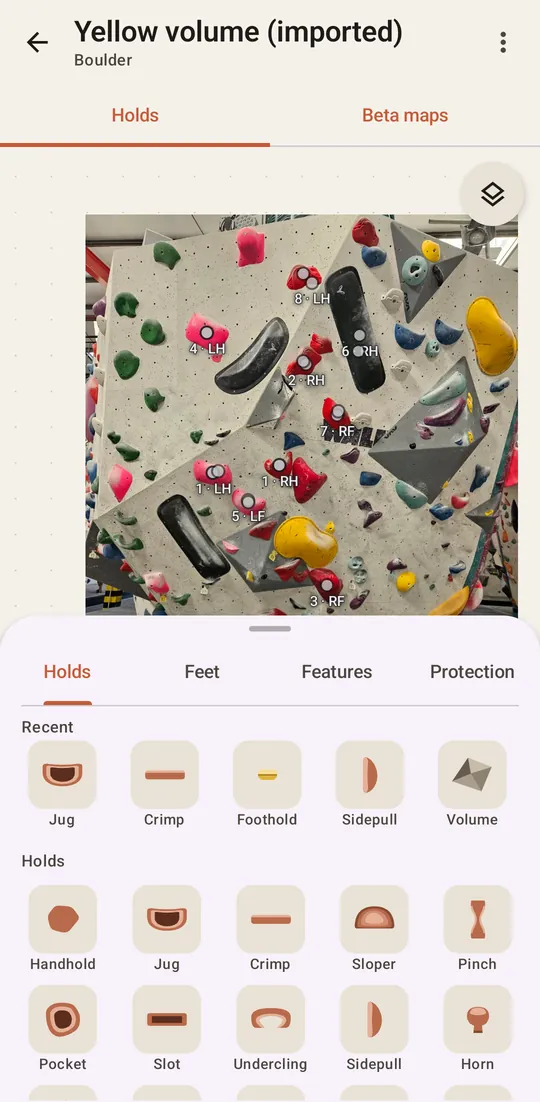 Yellow volume (imported)
Boulder
Holds
Beta maps
8 · LH
4 · LH
6 RH
2 · RH
7 · RF
1 · LH
1 · RH
5 · LF
3 · RF
Holds
Feet
Features
Protection
Recent
Jug
Crimp
Foothold
Sidepull
Volume
Holds
Handhold
Jug
Crimp
Sloper
Pinch
Pocket
Slot
Undercling
Sidepull
Horn